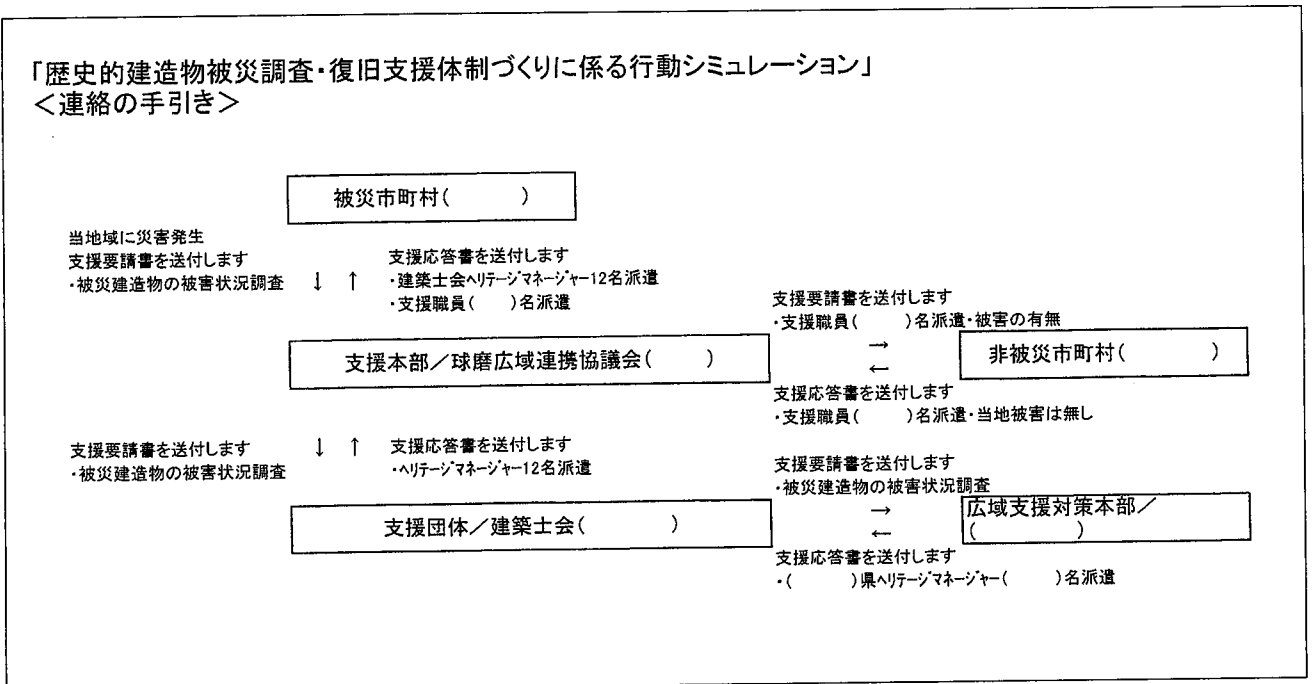 「歴史的建造物被災調査・復旧支援体制づくりに係る行動シミュレーション」
＜連絡の手引き＞
被災市町村(　　　　)
当地域に災害発生
支援要請書を送付します
・被災建造物の被害状況調査
↓ ↑
支援応答書を送付します
・建築士会ﾍﾘﾃｰｼﾞﾏﾈｰｼﾞｬｰ12名派遣
・支援職員(　　)名派遣
支援本部／球磨広域連携協議会(　　　)
支援要請書を送付します
・支援職員(　　　)名派遣・被害の有無
→
←
非被災市町村(　　　　　)
支援応答書を送付します
・支援職員(　　　)名派遣・当地被害は無し
支援要請書を送付します
・被災建造物の被害状況調査
↓ ↑
支援応答書を送付します
・ﾍﾘﾃｰｼﾞﾏﾈｰｼﾞｬｰ12名派遣
支援団体／建築士会(　　　　　)
支援要請書を送付します
・被災建造物の被害状況調査
→
←
広域支援対策本部／
(　　　　　　)
支援応答書を送付します
・(　　　　)県ﾍﾘﾃｰｼﾞﾏﾈｰｼﾞｬｰ(　　　)名派遣